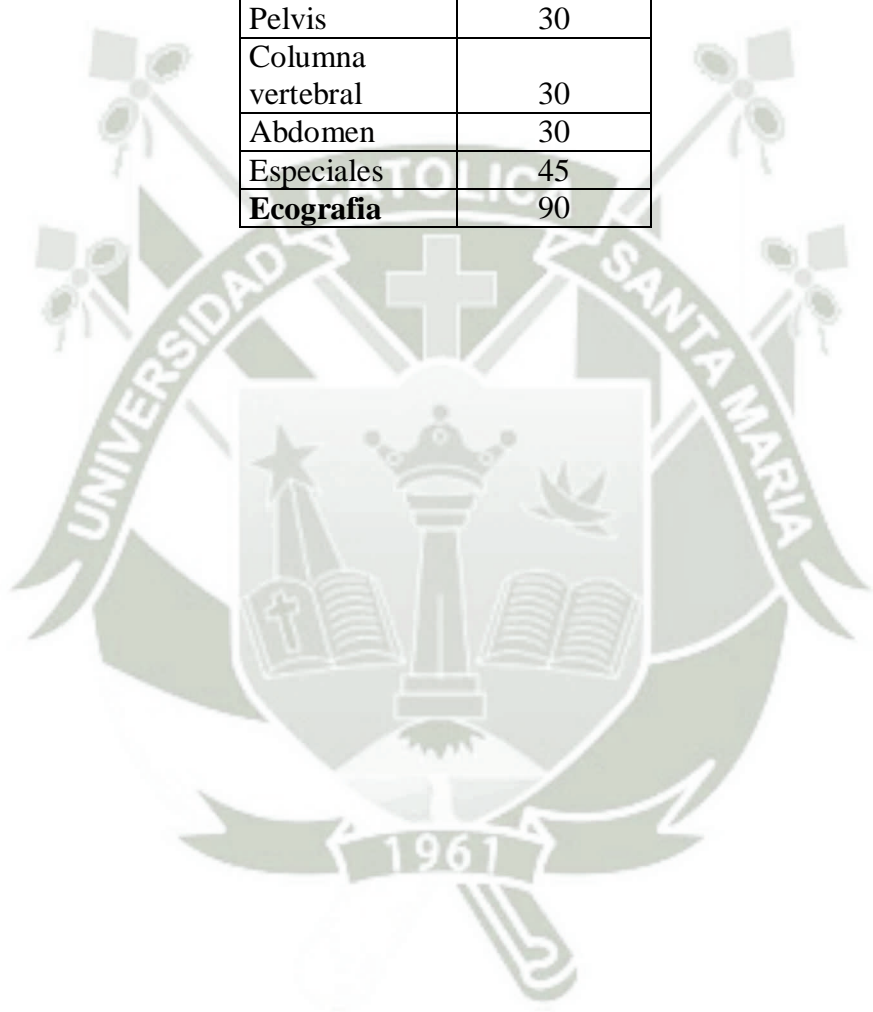 Pelvis 30
Columna
vertebral 30
Abdomen 30
Especiales 45
Ecografia 90
CATOLICA
UNIVERSIDAD
SANTA MARIA
1961